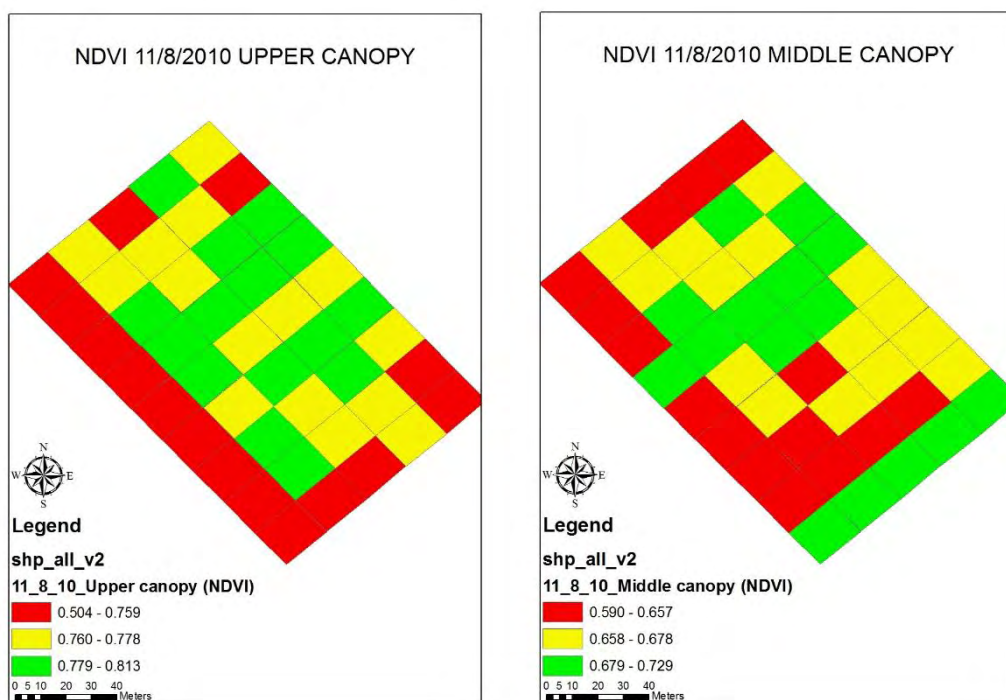 NDVI 11/8/2010 UPPER CANOPY
N
W E
S
Legend
shp_all_v2
11_8_10_Upper canopy (NDVI)
0.504 - 0.759
0.760 - 0.778
0.779 - 0.813
0 5 10 20 30 40
Meters
NDVI 11/8/2010 MIDDLE CANOPY
N
W E
S
Legend
shp_all_v2
11_8_10_Middle canopy (NDVI)
0.590 - 0.657
0.658 - 0.678
0.679 - 0.729
0 5 10 20 30 40
Meters